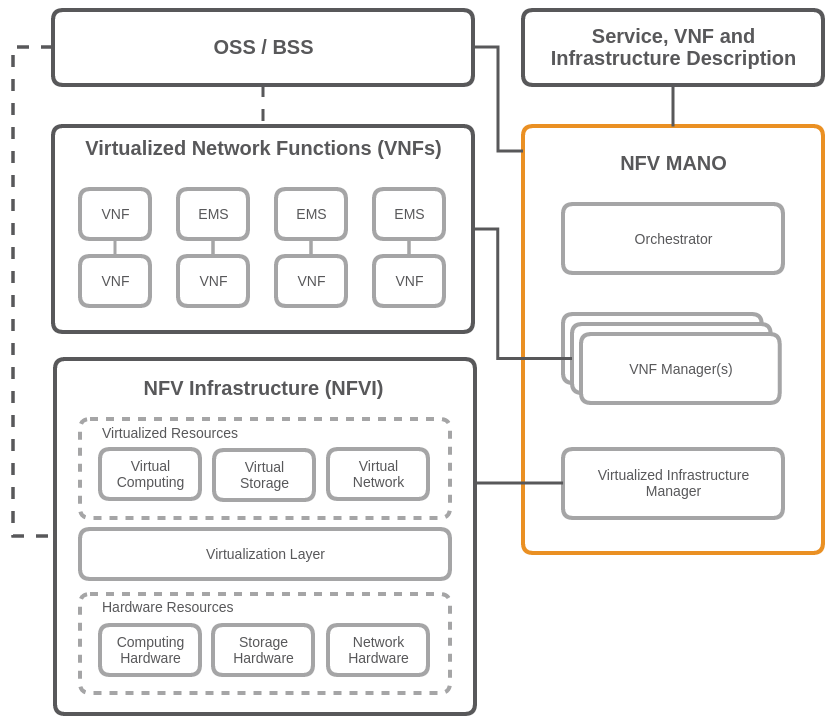 OSS / BSS
Service, VNF and
Infrastructure Description
Virtualized Network Functions (VNFs)
VNF
EMS
EMS
EMS
VNF
VNF
VNF
VNF
NFV MANO
Orchestrator
VNF Manager(s)
Virtualized Infrastructure
Manager
NFV Infrastructure (NFVI)
Virtualized Resources
Virtual
Computing
Virtual
Storage
Virtual
Network
Virtualization Layer
Hardware Resources
Computing
Hardware
Storage
Hardware
Network
Hardware